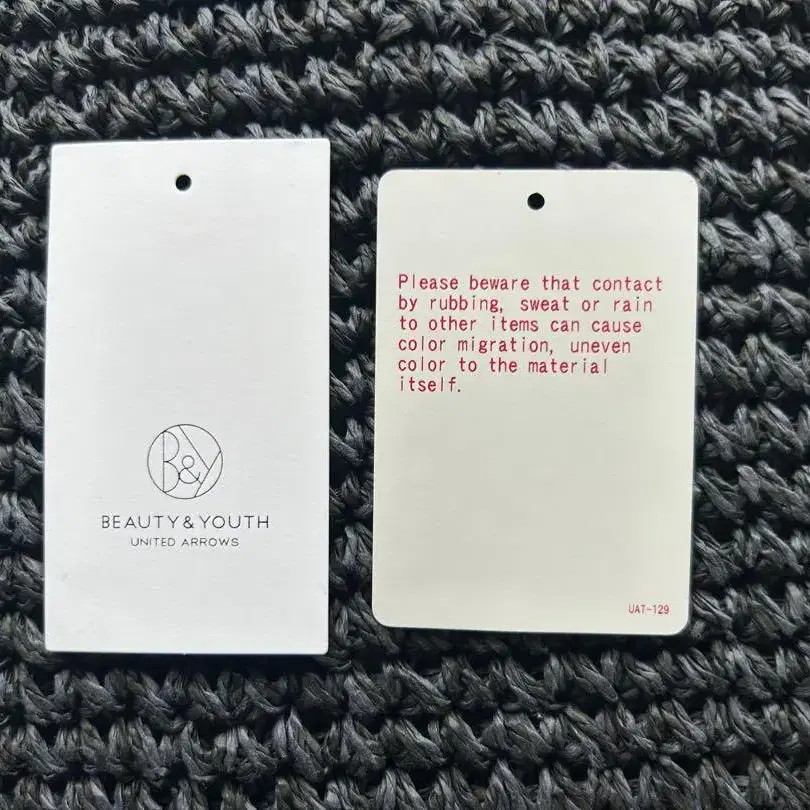 B&Y
BEAUTY&YOUTH
UNITED ARROWS
Please beware that contact
by rubbing, sweat or rain
to other items can cause
color migration, uneven
color to the material
itself.
UAT-129